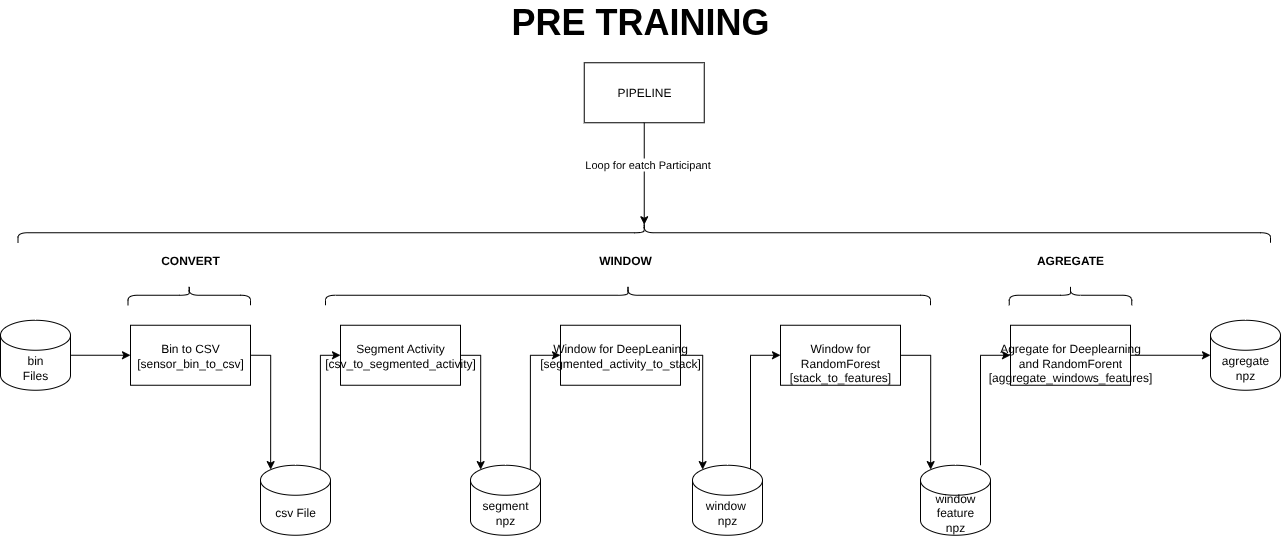 PRE TRAINING
PIPELINE
Loop for eatch Participant
CONVERT
WINDOW
AGREGATE
bin
Files
Bin to CSV
[sensor_bin_to_csv]
Segment Activity
[csv_to_segmented_activity]
Window for DeepLeaning
[segmented_activity_to_stack]
Window for
RandomForest
[stack_to_features]
Agregate for Deeplearning
and RandomForent
[aggregate_windows_features]
agregate
npz
csv File
segment
npz
window
npz
window
feature
npz